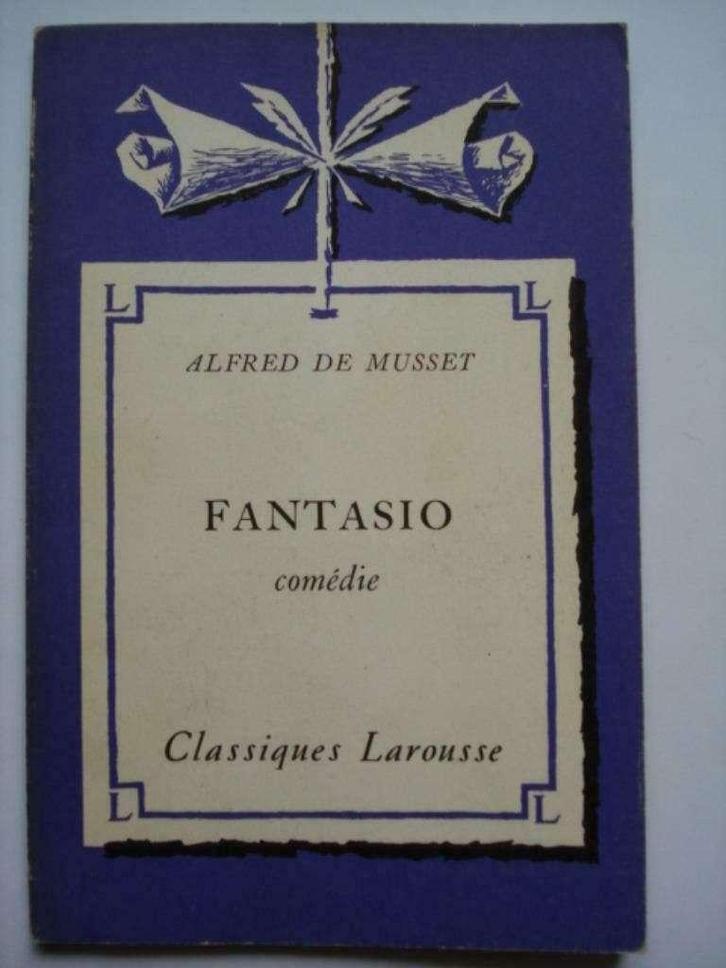 L L
ALFRED DE MUSSET
FANTASIO
comédie
Classiques Larousse
L L